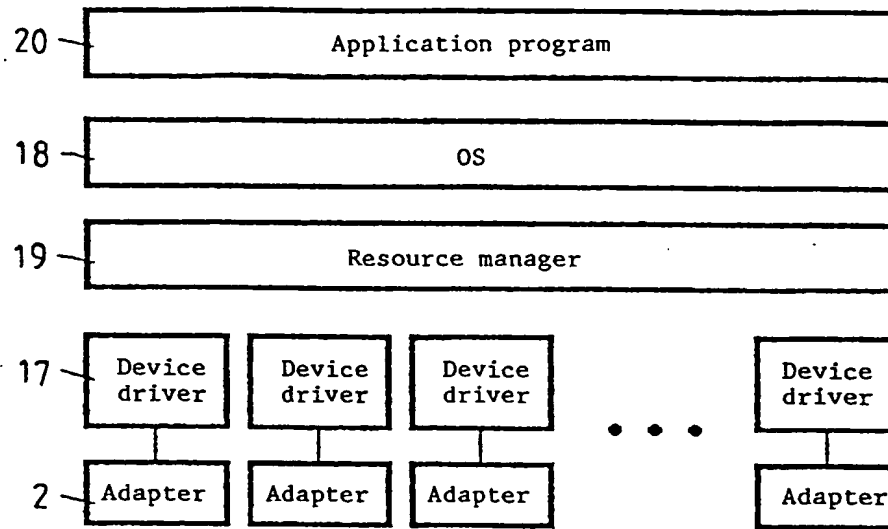 20 Application program
18 OS
19 Resource manager
17 Device driver Device driver Device driver Device driver
2 Adapter Adapter Adapter Adapter